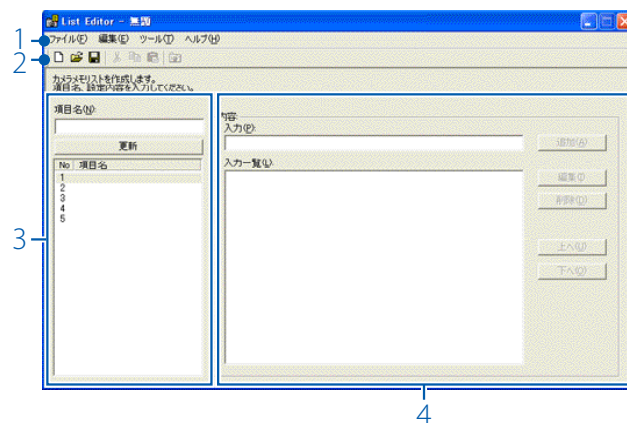 List Editor - 無題
1
ファイル(F) 編集(E) ツール(T) ヘルプ(H)
2
カメラメモリストを作成します。
項目名、設定内容を入力してください。
項目名(N):
更新
No 項目名
1
2
3
4
5
3
内容:
入力(P):
追加(A)
入力一覧(L):
編集(I)
削除(D)
上へ(U)
下へ(O)
4